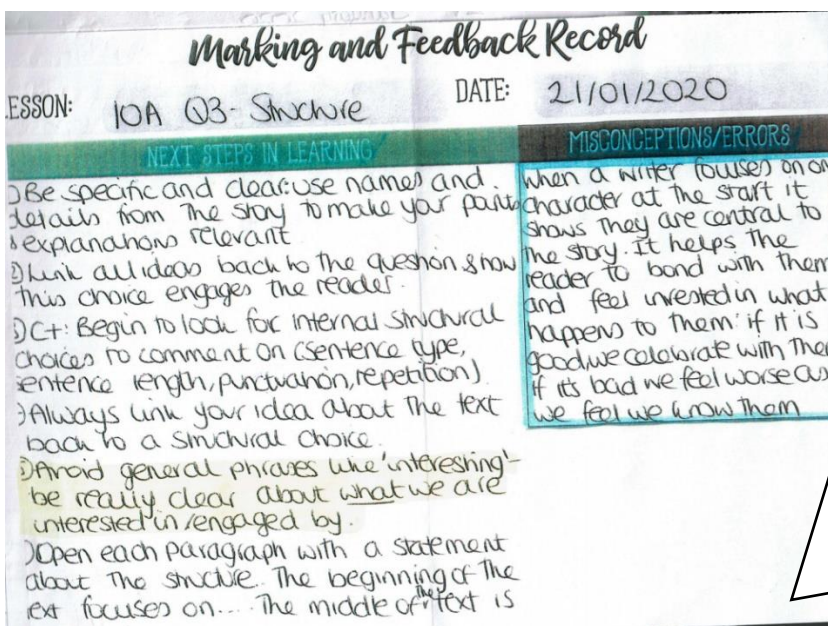 Marking and Feedback Record
ESSON: 10A Q3- Structure DATE: 21/01/2020
NEXT STEPS IN LEARNING
Be specific and clear: use names and
details from the story to make your points
& explanations relevant
② Link all ideas back to the question & how
this choice engages the reader.
C+: Begin to look for internal structural
choices to comment on (sentence type,
sentence length, punctuation, repetition)
Always link your idea about the text
back to a structural choice.
Avoid general phrases like 'interesting'-
be really clear about what we are
interested in/engaged by.
Open each paragraph with a statement
about the structure. The beginning of the
text focuses on.... The middle of the text is
MISCONCEPTIONS/ERRORS
When a writer focuses on on
character at the start it
shows they are central to
the story. It helps the
reader to bond with them
and feel invested in what
happens to them: if it is
good, we celebrate with them
if its bad we feel worse as
we feel we know them